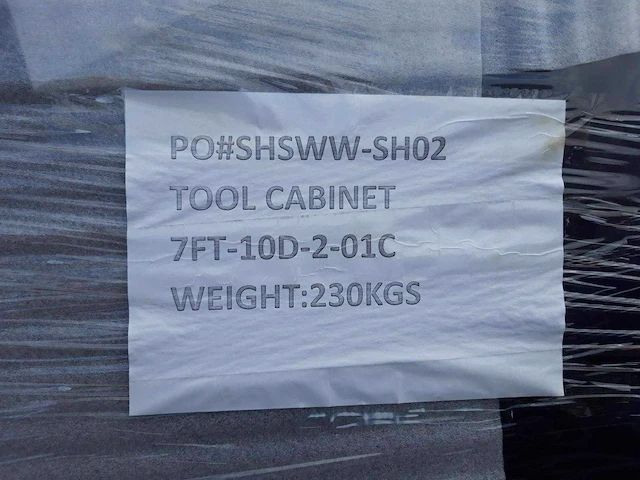 PO#SHSWW-SH02
TOOL CABINET
7FT-10D-2-01C
WEIGHT:230KGS